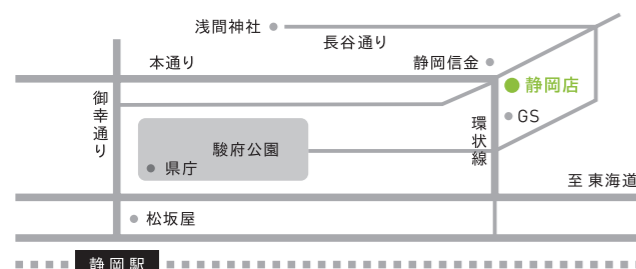 浅間神社
長谷通り
本通り
静岡信金
静岡店
御幸通り
GS
環状線
駿府公園
県庁
至 東海道
松坂屋
静岡駅